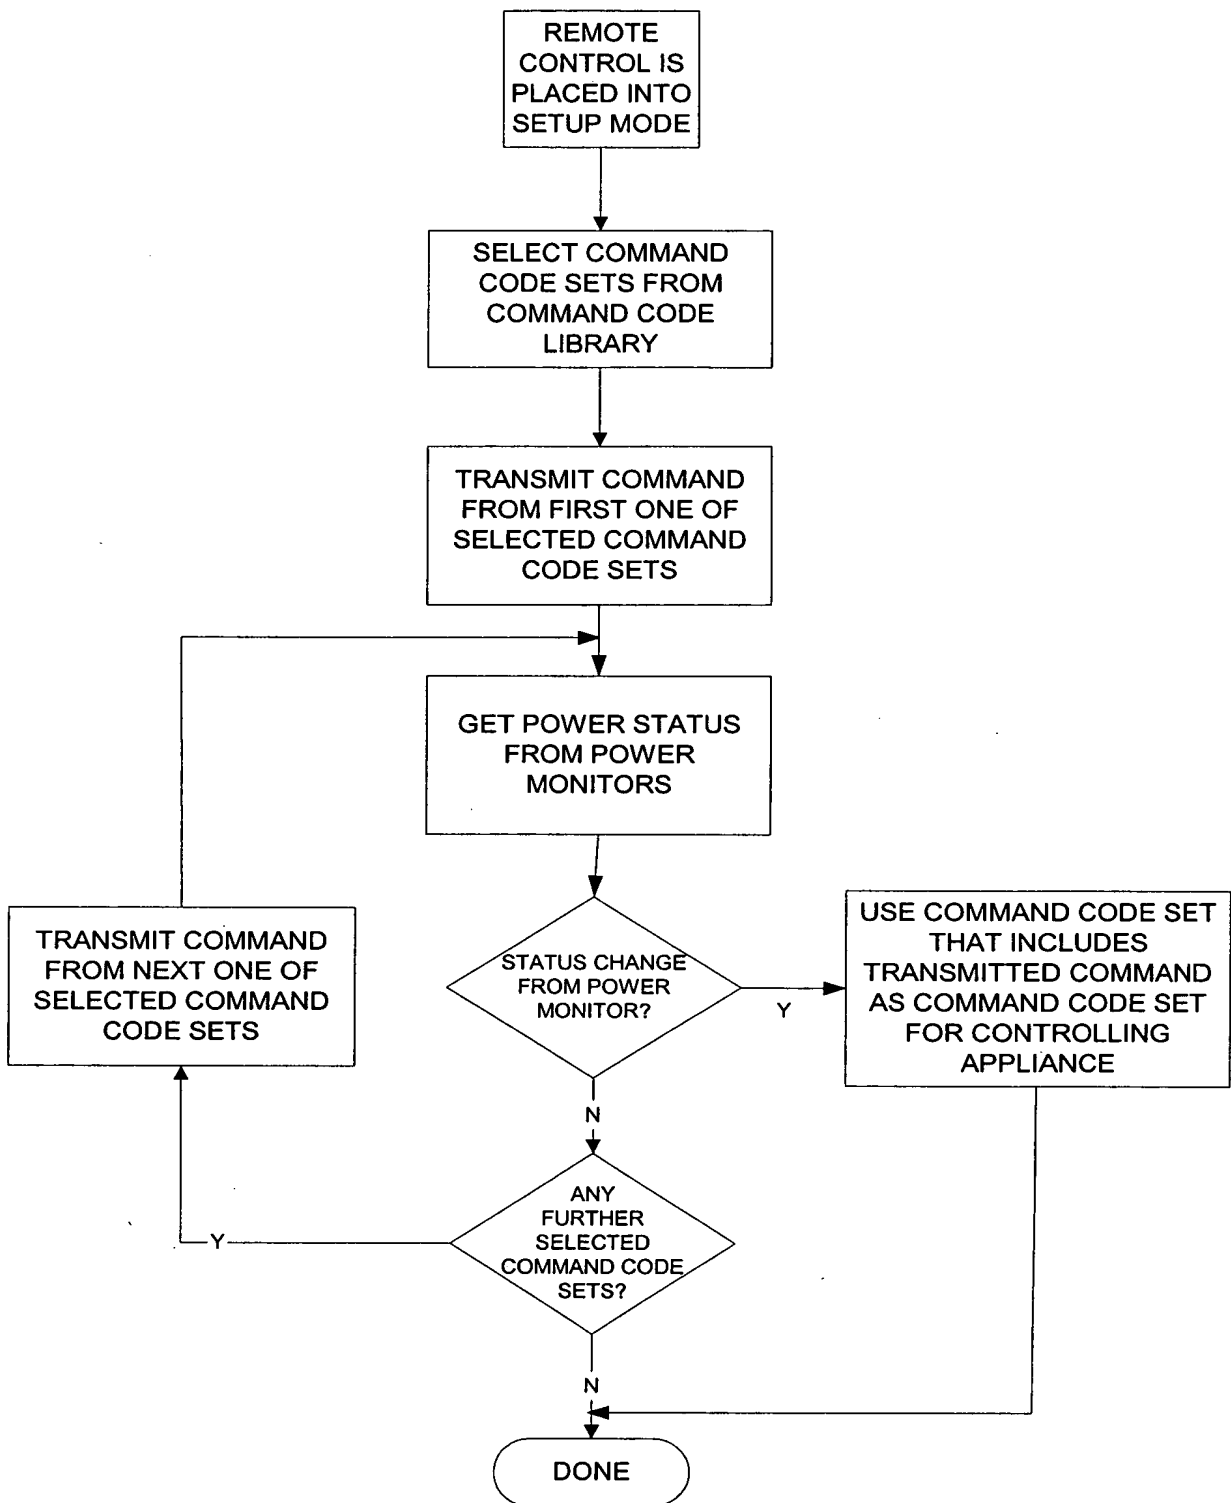 REMOTE
CONTROL IS
PLACED INTO
SETUP MODE
SELECT COMMAND
CODE SETS FROM
COMMAND CODE
LIBRARY
TRANSMIT COMMAND
FROM FIRST ONE OF
SELECTED COMMAND
CODE SETS
GET POWER STATUS
FROM POWER
MONITORS
TRANSMIT COMMAND
FROM NEXT ONE OF
SELECTED COMMAND
CODE SETS
STATUS CHANGE
FROM POWER
MONITOR?
Y
USE COMMAND CODE SET
THAT INCLUDES
TRANSMITTED COMMAND
AS COMMAND CODE SET
FOR CONTROLLING
APPLIANCE
N
ANY
FURTHER
SELECTED
COMMAND CODE
SETS?
Y
N
DONE